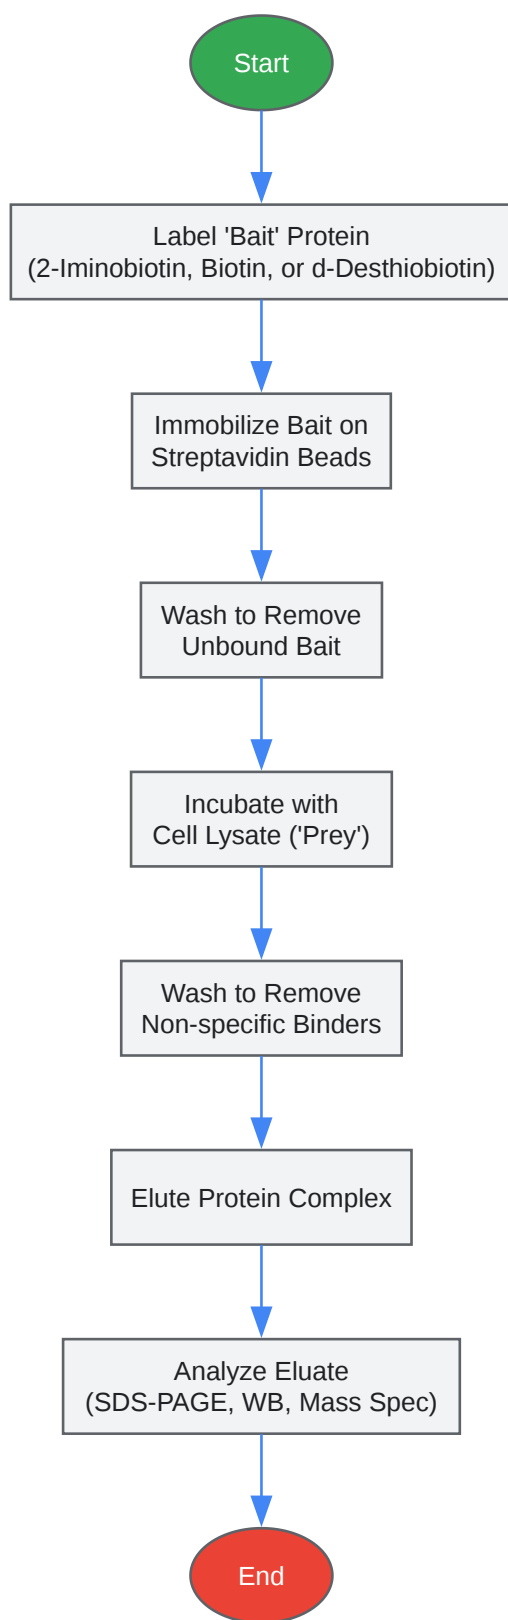 Start
Label 'Bait' Protein
(2-Iminobiotin, Biotin, or d-Desthiobiotin)
Immobilize Bait on
Streptavidin Beads
Wash to Remove
Unbound Bait
Incubate with
Cell Lysate ('Prey')
Wash to Remove
Non-specific Binders
Elute Protein Complex
Analyze Eluate
(SDS-PAGE, WB, Mass Spec)
End